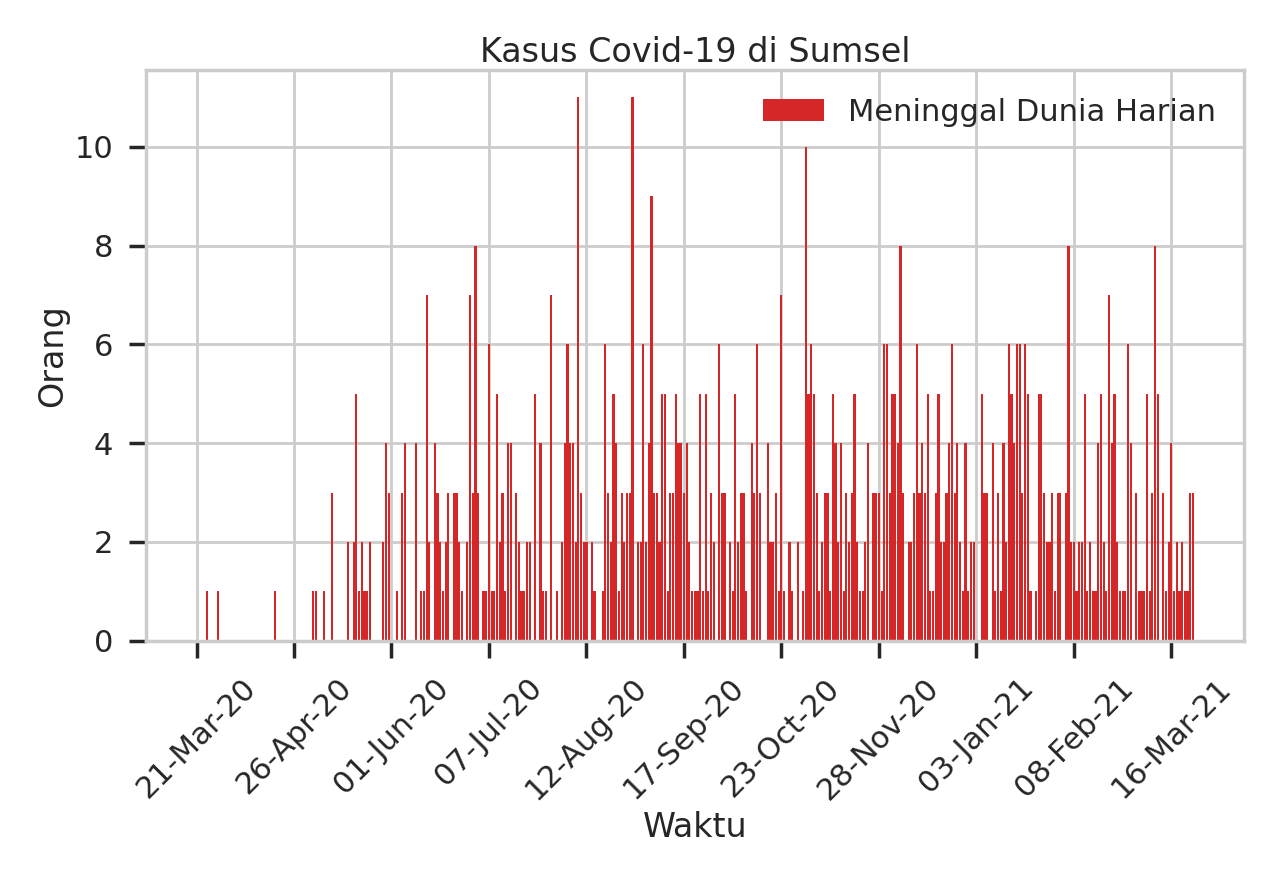 Kasus Covid-19 di Sumsel
Meninggal Dunia Harian
Orang
10
8
6
4
2
0
21-Mar-20
26-Apr-20
01-Jun-20
07-Jul-20
12-Aug-20
17-Sep-20
23-Oct-20
28-Nov-20
03-Jan-21
08-Feb-21
16-Mar-21
Waktu